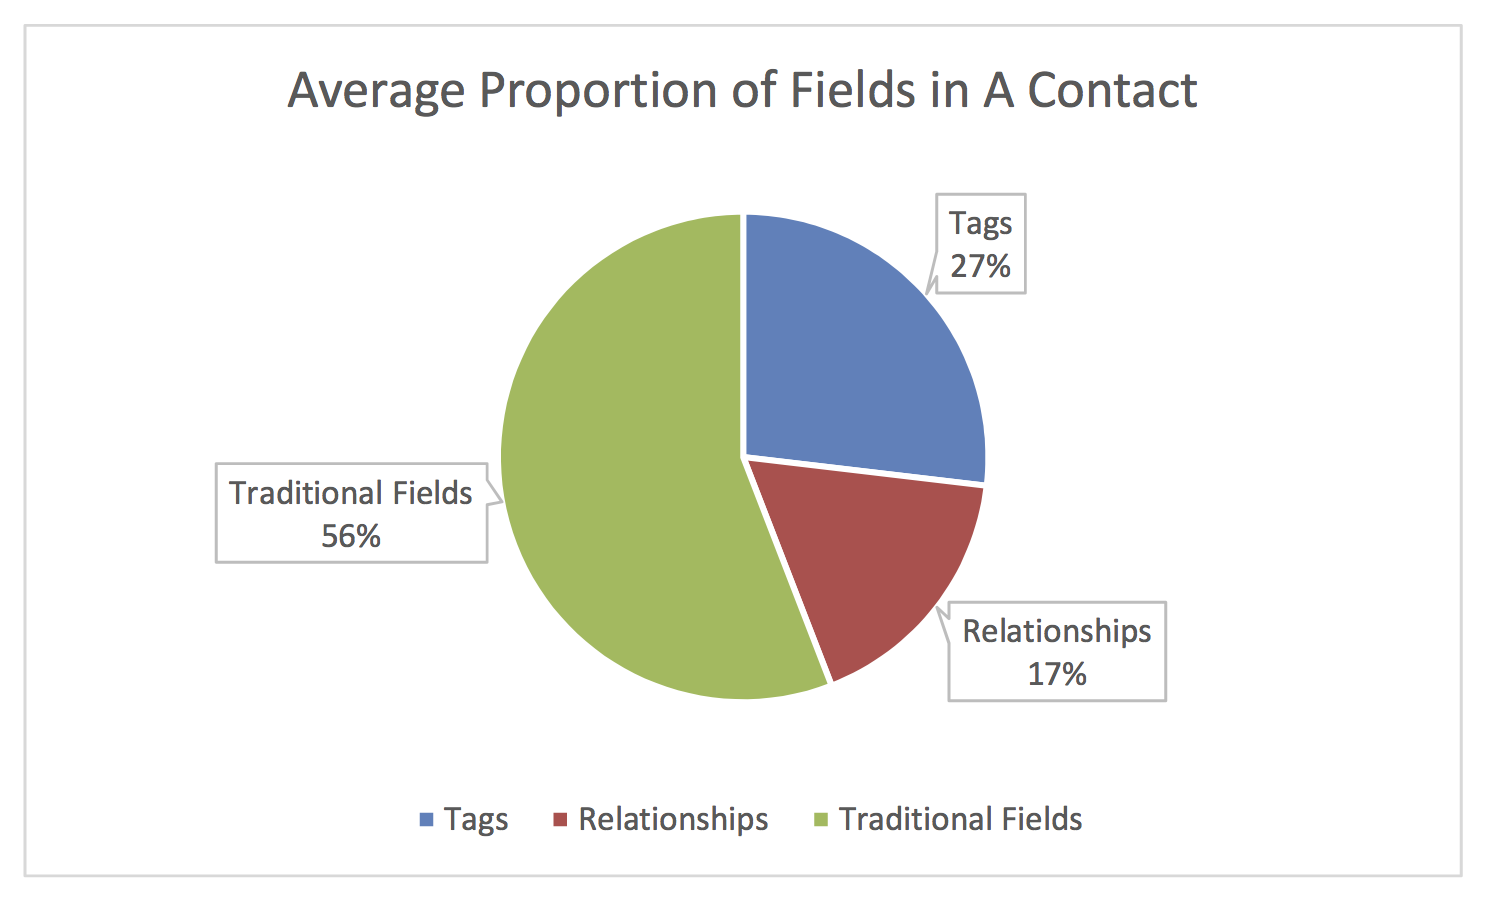 Average Proportion of Fields in A Contact
Tags
27%
Traditional Fields
56%
Relationships
17%
Tags Relationships Traditional Fields